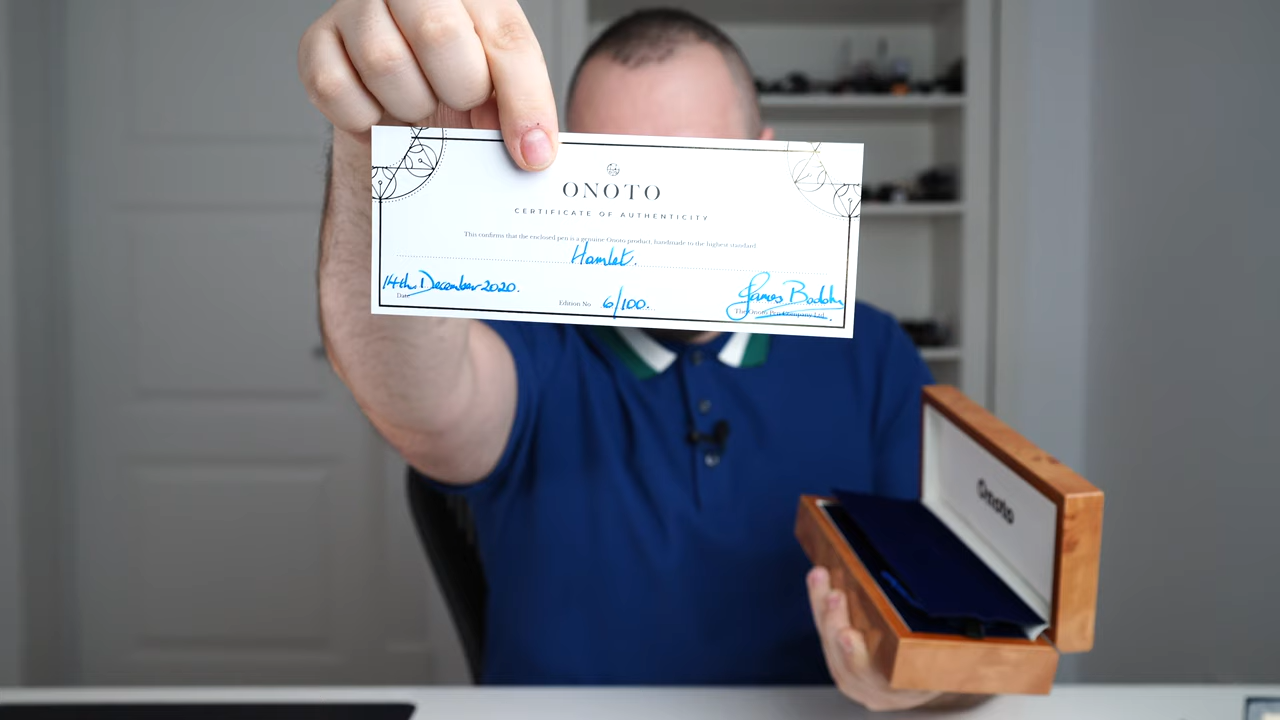 ONOTO
CERTIFICATE OF AUTHENTICITY
This confirms that the enclosed pen is a genuine Onoto product, handmade to the highest standard
Hamlet.
14th December 2020.
Date
Edition No 6/100.
James Boddy
The Onoto Pen Company Ltd.
Onoto